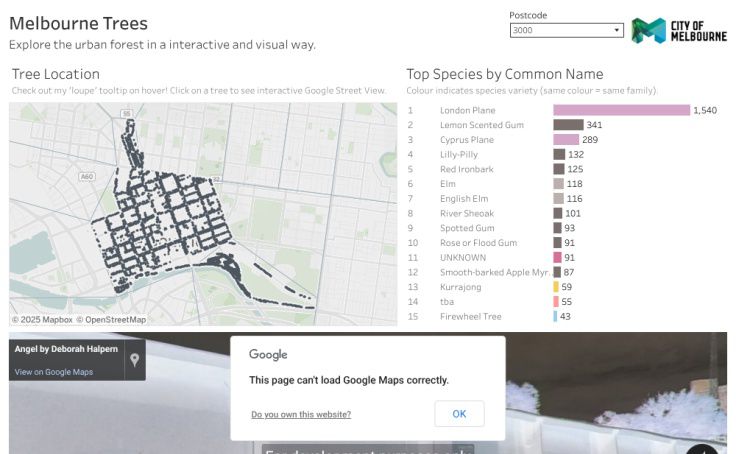 Melbourne Trees
Explore the urban forest in a interactive and visual way.
Postcode
3000
CITY OF
MELBOURNE
Tree Location
Check out my 'loupe' tooltip on hover! Click on a tree to see interactive Google Street View.
55
A60
32
© 2025 Mapbox © OpenStreetMap
Top Species by Common Name
Colour indicates species variety (same colour = same family).
1 London Plane 1,540
2 Lemon Scented Gum 341
3 Cyprus Plane 289
4 Lilly-Pilly 132
5 Red Ironbark 125
6 Elm 118
7 English Elm 116
8 River Sheoak 101
9 Spotted Gum 93
10 Rose or Flood Gum 91
11 UNKNOWN 91
12 Smooth-barked Apple Myr.. 87
13 Kurrajong 59
14 tba 55
15 Firewheel Tree 43
Angel by Deborah Halpern
View on Google Maps
Google
This page can't load Google Maps correctly.
Do you own this website?
OK
For development purposes only